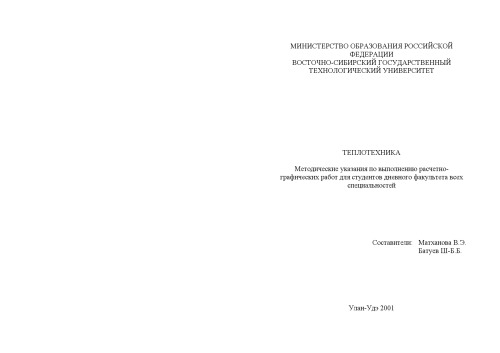 МИНИСТЕРСТВО ОБРАЗОВАНИЯ РОССИЙСКОЙ
ФЕДЕРАЦИИ
ВОСТОЧНО-СИБИРСКИЙ ГОСУДАРСТВЕННЫЙ
ТЕХНОЛОГИЧЕСКИЙ УНИВЕРСИТЕТ
ТЕПЛОТЕХНИКА
Методические указания по выполнению расчетно-
графических работ для студентов дневного факультета всех
специальностей
Составители: Матханова В.Э.
Батуев Ш-Б.Б.
Улан-Удэ 2001